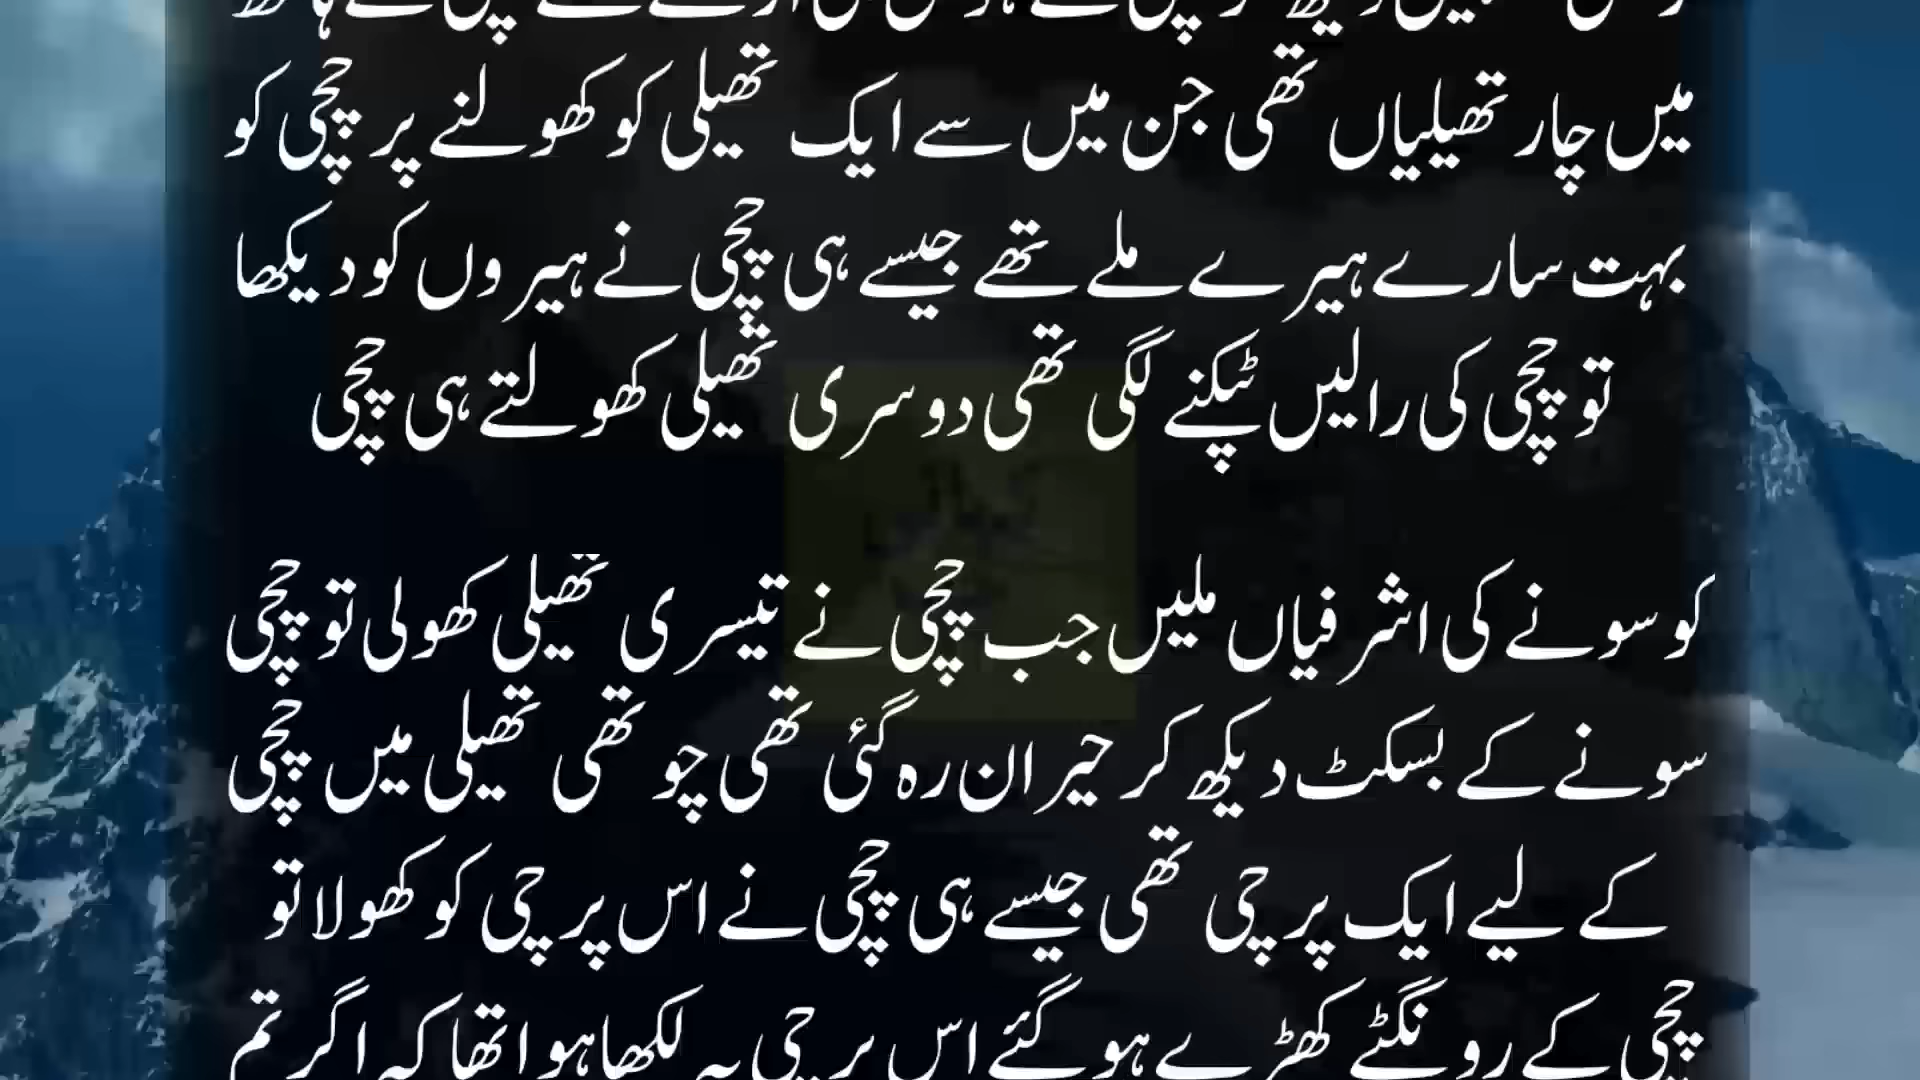 میں چار تھیلیاں تھی جن میں سے ایک تھیلی کو کھولنے پر چچی کو
بہت سارے ہیرے ملے تھے جیسے ہی چچی نے ہیروں کو دیکھا
تو چچی کی رالیں ٹپکنے لگی تھی دوسری تھیلی کھولتے ہی چچی
کو سونے کی اشرفیاں ملیں جب چچی نے تیسری تھیلی کھولی تو چچی
سونے کے بسکٹ دیکھ کر حیران رہ گئی تھی چو تھی تھیلی میں چچی
کے لیے ایک پرچی تھی جیسے ہی چچی نے اس پرچی کو کھولا تو
چچی کے رونگٹے کھڑے ہو گئے اس پرچی پہ لکھا ہوا تھا کہ اگر تم